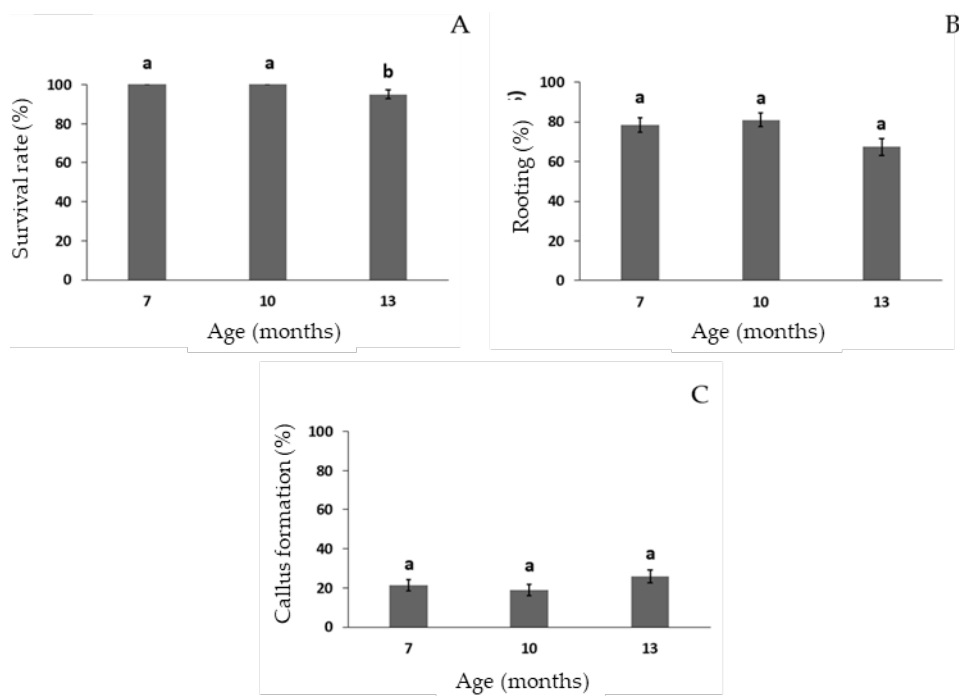 A
a a b
100
80
60
40
20
0
Survival rate (%)
7 10 13
Age (months)
B
a a a
100
80
60
40
20
0
Rooting (%)
7 10 13
Age (months)
C
100
80
60
40
20
0
Callus formation (%)
a a a
7 10 13
Age (months)